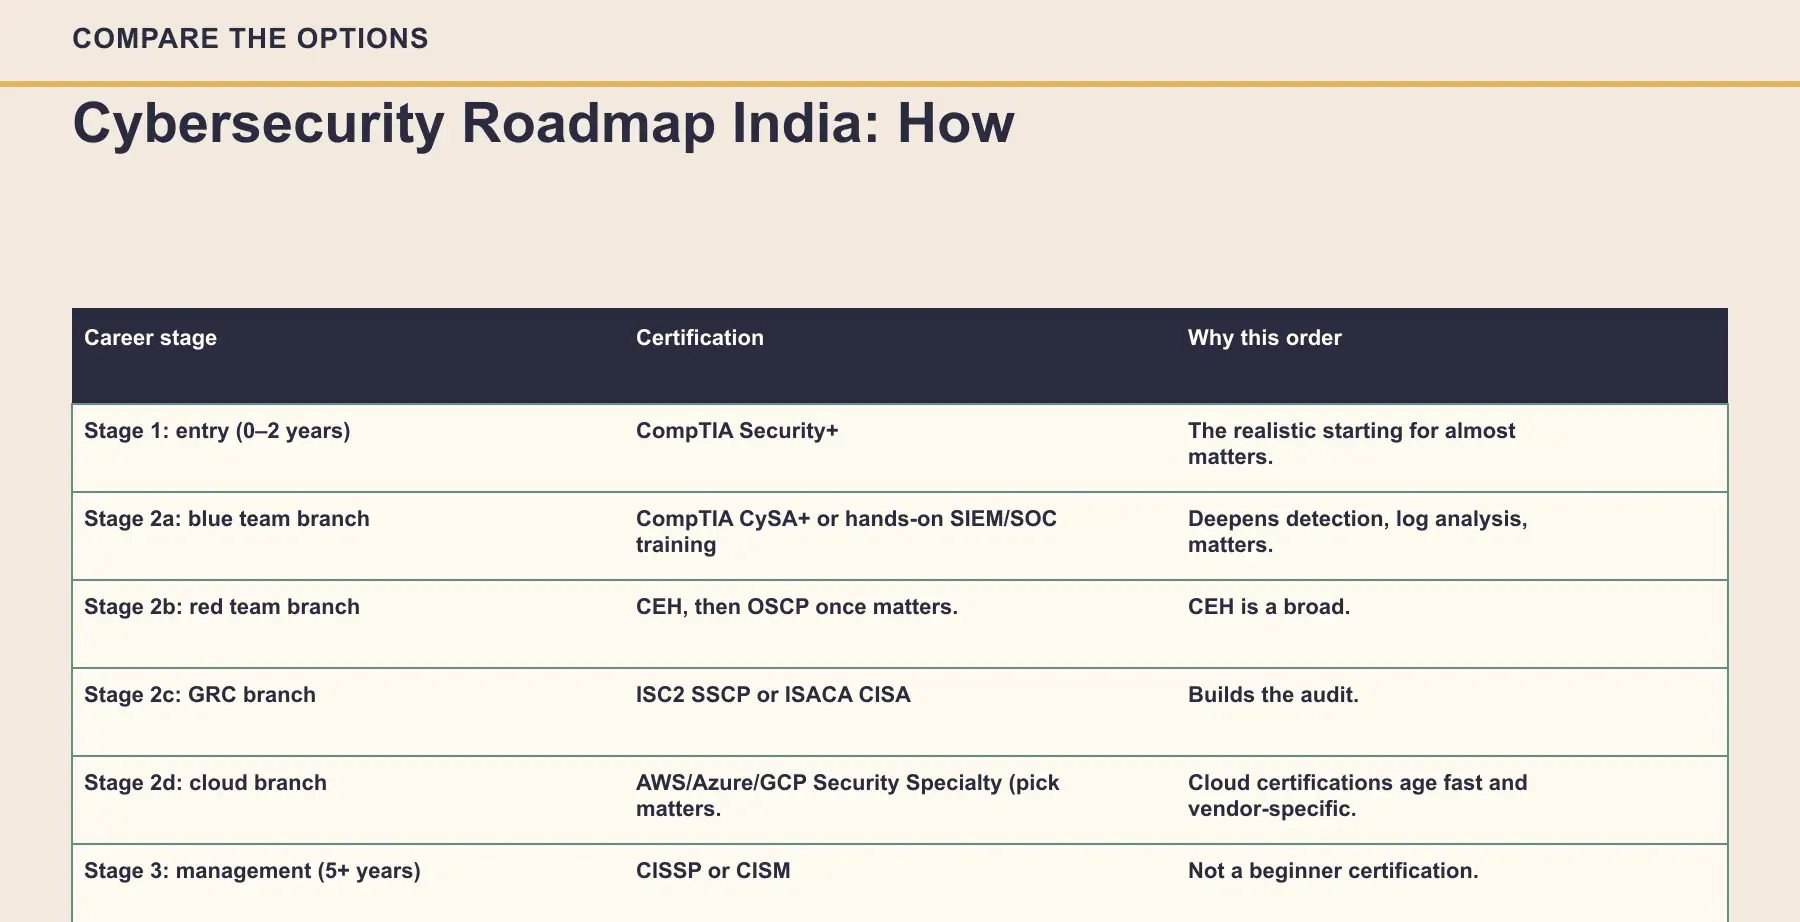 COMPARE THE OPTIONS
Cybersecurity Roadmap India: How
Career stage
Certification
Why this order
Stage 1: entry (0–2 years)
CompTIA Security+
The realistic starting for almost
matters.
Stage 2a: blue team branch
CompTIA CySA+ or hands-on SIEM/SOC
training
Deepens detection, log analysis,
matters.
Stage 2b: red team branch
CEH, then OSCP once matters.
CEH is a broad.
Stage 2c: GRC branch
ISC2 SSCP or ISACA CISA
Builds the audit.
Stage 2d: cloud branch
AWS/Azure/GCP Security Specialty (pick
matters.
Cloud certifications age fast and
vendor-specific.
Stage 3: management (5+ years)
CISSP or CISM
Not a beginner certification.